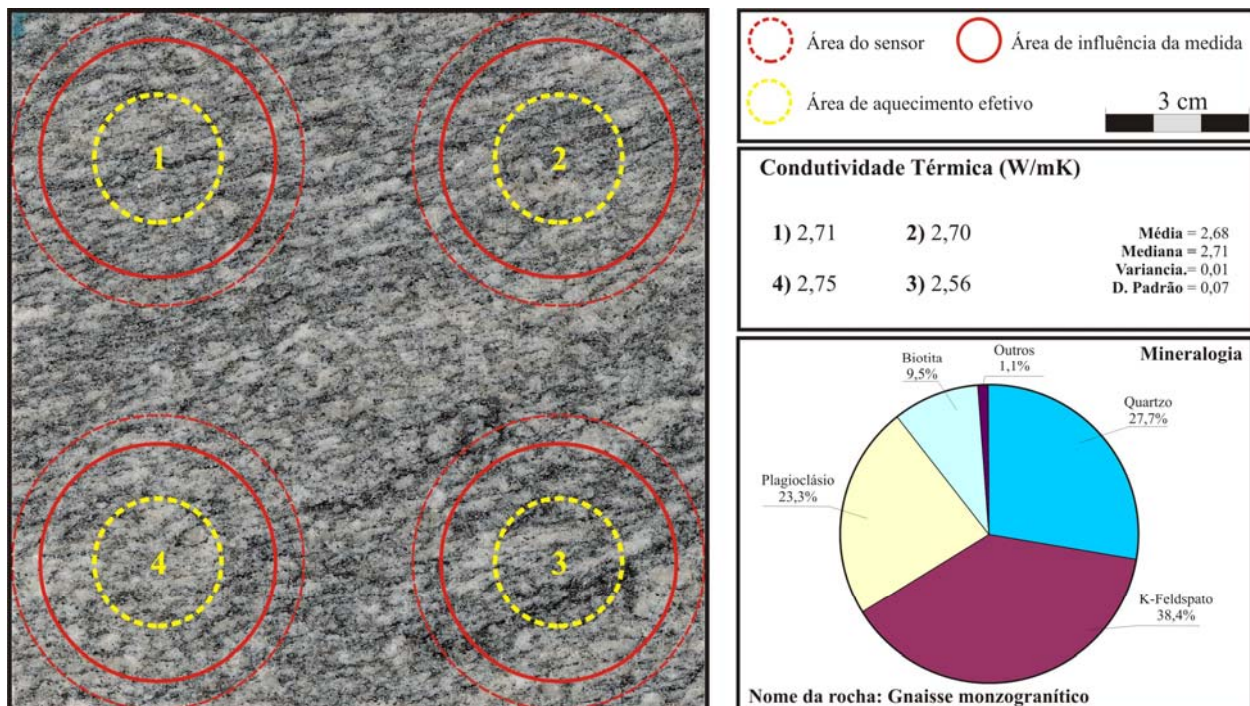 1
2
4
3
Área do sensor
Área de influência da medida
Área de aquecimento efetivo
3 cm
Condutividade Térmica (W/mK)
1) 2,71
2) 2,70
4) 2,75
3) 2,56
Média = 2,68
Mediana = 2,71
Variancia.= 0,01
D. Padrão = 0,07
Mineralogia
Outros
1,1%
Biotita
9,5%
Quartzo
27,7%
Plagioclásio
23,3%
K-Feldspato
38,4%
Nome da rocha: Gnaisse monzogranítico